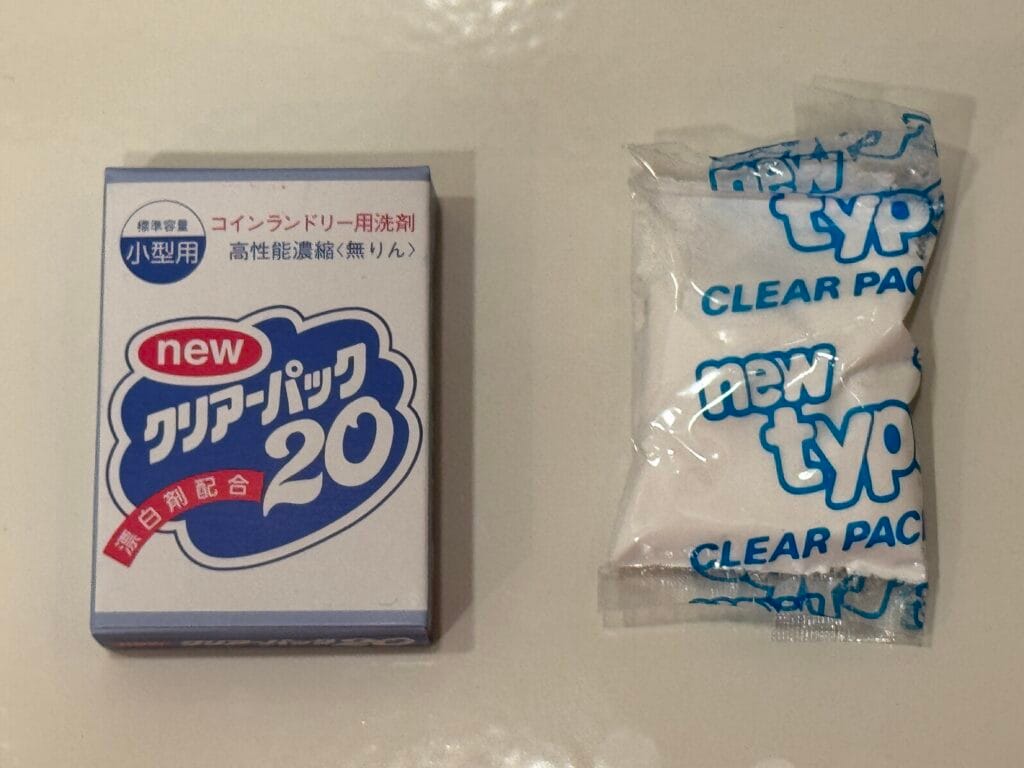 標準容量
小型用
コインランドリー用洗剤
高性能濃縮〈無りん〉
new
クリアーパック
20
漂白剤配合
new
typ
CLEAR PAC
new
typ
CLEAR PAC